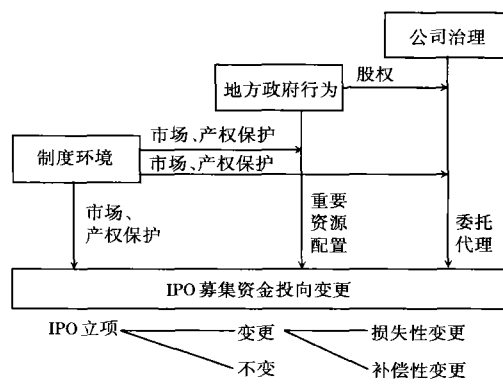 公司治理
股权
地方政府行为
市场、产权保护
制度环境
市场、产权保护
市场、
产权保护
重要
资源
配置
委托
代理
IPO募集资金投向变更
IPO立项
变更
损失性变更
不变
补偿性变更